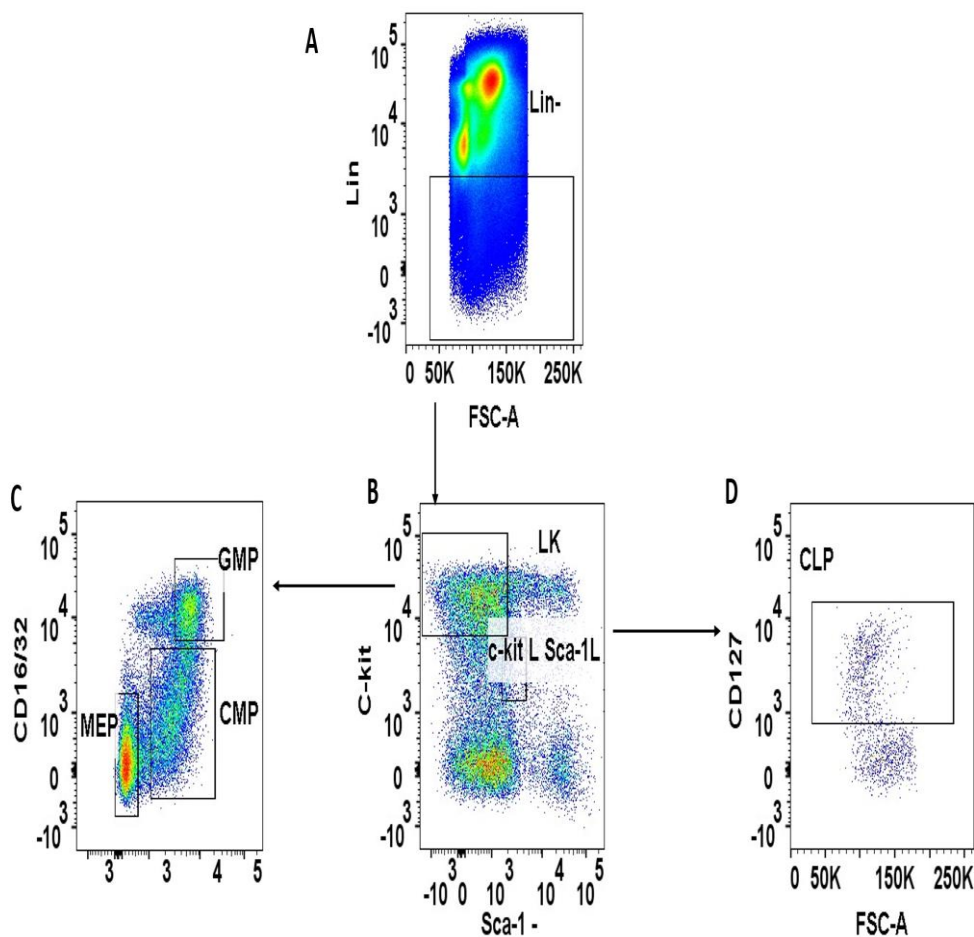 A
10^5
10^4
Lin-
Lin
10^3
0
-10^3
0 50K 150K 250K
FSC-A
C
10^5
GMP
10^4
CD16/32
10^3
MEP
CMP
0
-10^3
3 4 5
B
10^5
LK
10^4
c-kit L Sca-1L
C-kit
10^3
0
-10^3
3 4 5
-10 0 10 10 10
Sca-1 -
D
10^5
CLP
10^4
CD127
10^3
0
-10^3
0 50K 150K 250K
FSC-A